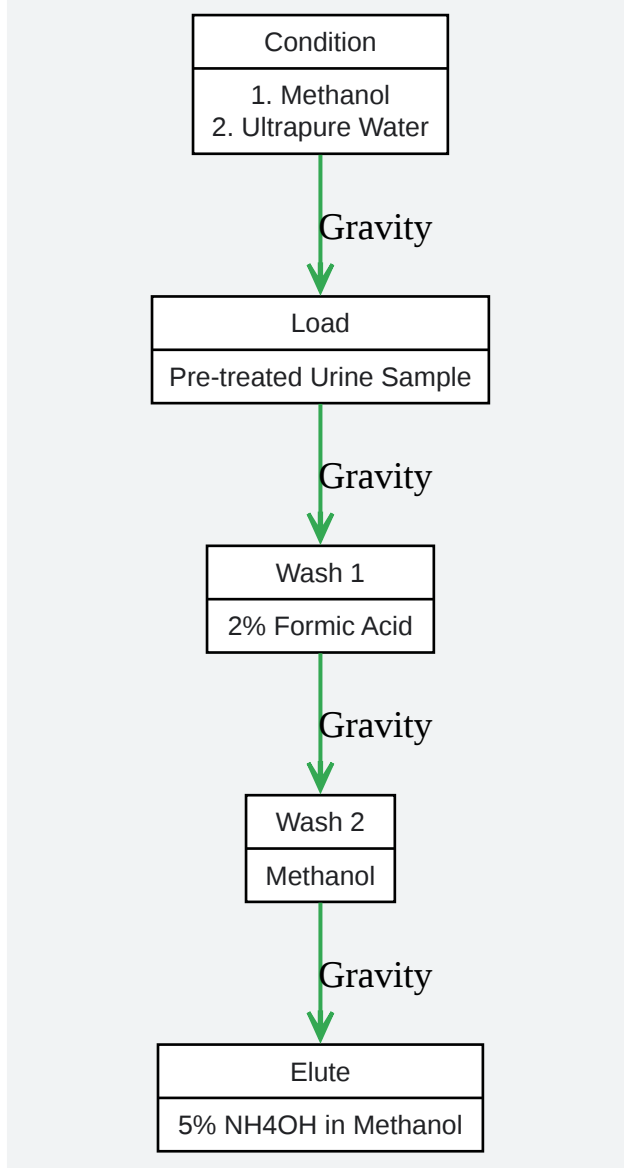 Condition
1. Methanol
2. Ultrapure Water
Gravity
Load
Pre-treated Urine Sample
Gravity
Wash 1
2% Formic Acid
Gravity
Wash 2
Methanol
Gravity
Elute
5% NH4OH in Methanol